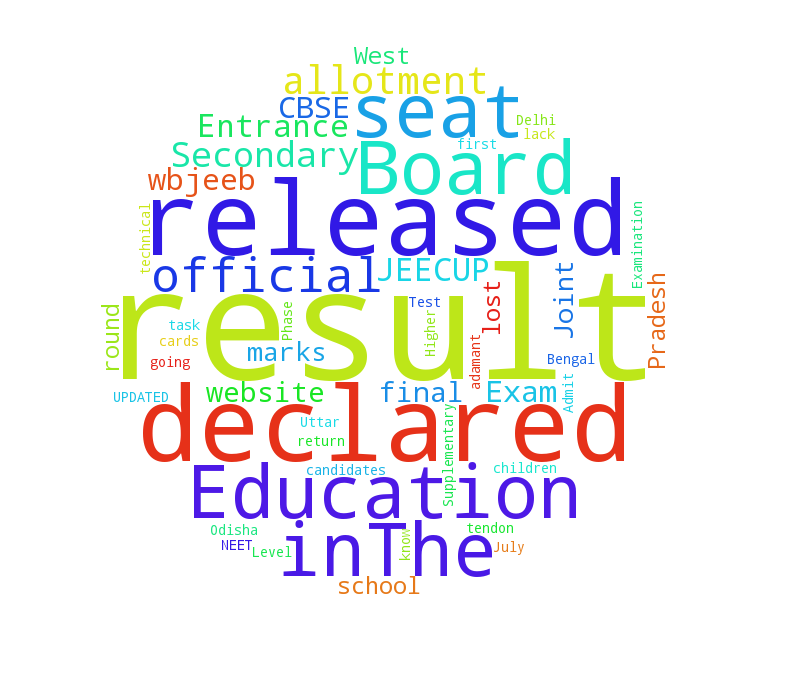 West
allotment
seat
CBSE
Entrance
Delhi
lack
first
Secondary
Board
wbjeeb
released
technical
Examination
official
JEECUP
result
lost
Joint
Pradesh
Test
round
Phase
task
cards
Higher
marks
going
adamant
Bengal
UPDATED
website
final
Exam
Admit
declared
Supplementary
Uttar
return
candidates
children
Education
Odisha
tendon
inThe
NEET
Level
know
July
school